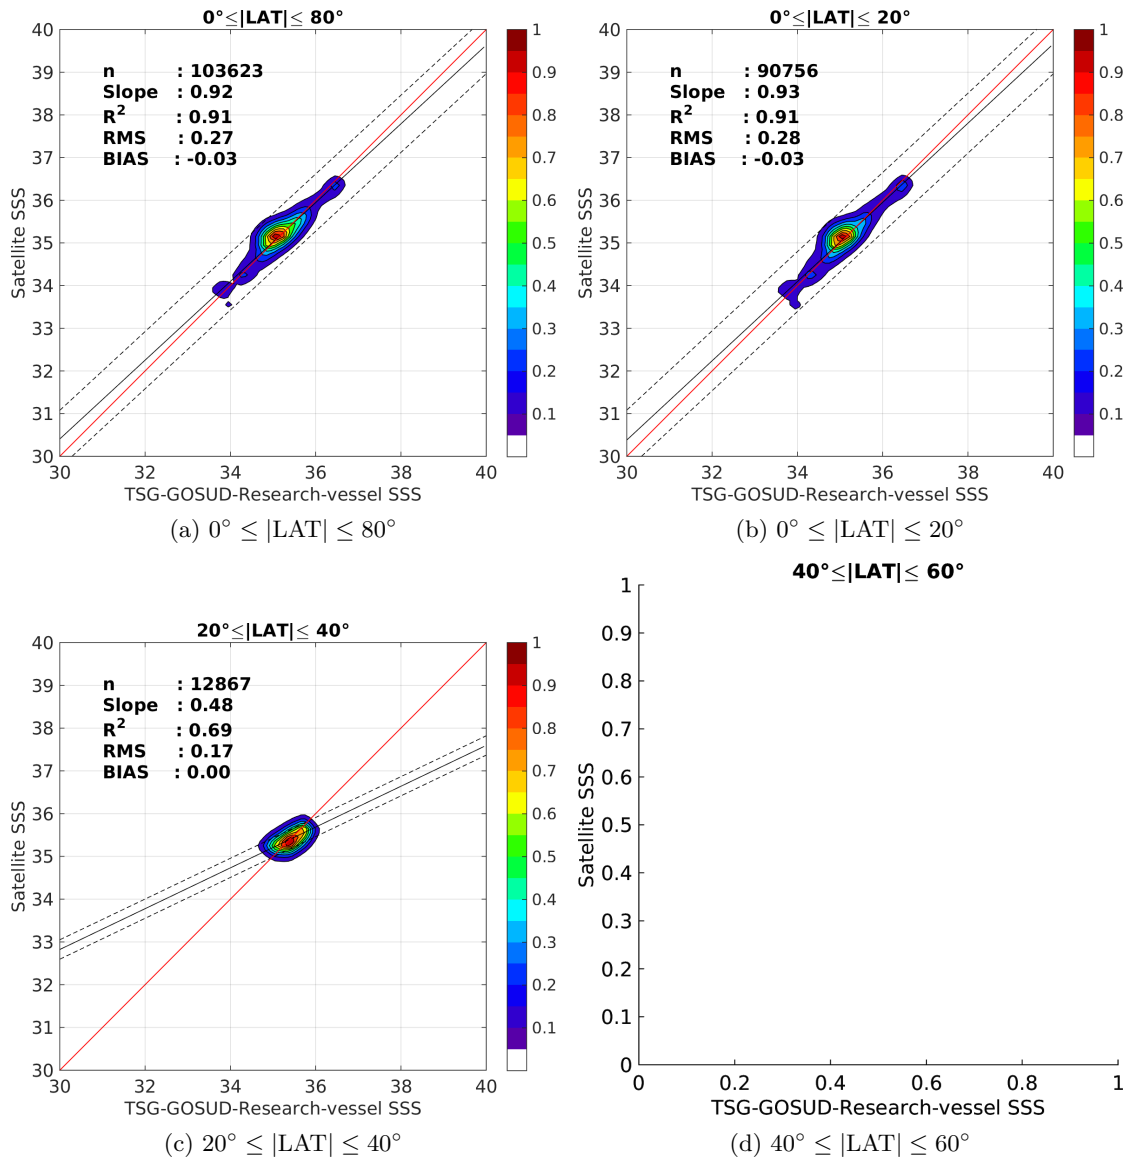 0°≤|LAT|≤ 80°
40
39
38
37
36
35
34
33
32
31
30
n : 103623
Slope : 0.92
R² : 0.91
RMS : 0.27
BIAS : -0.03
Satellite SSS
30 32 34 36 38 40
TSG-GOSUD-Research-vessel SSS
1
0.9
0.8
0.7
0.6
0.5
0.4
0.3
0.2
0.1
(a) 0° ≤ |LAT| ≤ 80°
0°≤|LAT|≤ 20°
40
39
38
37
36
35
34
33
32
31
30
n : 90756
Slope : 0.93
R² : 0.91
RMS : 0.28
BIAS : -0.03
Satellite SSS
30 32 34 36 38 40
TSG-GOSUD-Research-vessel SSS
1
0.9
0.8
0.7
0.6
0.5
0.4
0.3
0.2
0.1
(b) 0° ≤ |LAT| ≤ 20°
20°≤|LAT|≤ 40°
40
39
38
37
36
35
34
33
32
31
30
n : 12867
Slope : 0.48
R² : 0.69
RMS : 0.17
BIAS : 0.00
Satellite SSS
30 32 34 36 38 40
TSG-GOSUD-Research-vessel SSS
1
0.9
0.8
0.7
0.6
0.5
0.4
0.3
0.2
0.1
(c) 20° ≤ |LAT| ≤ 40°
40°≤|LAT|≤ 60°
1
0.9
0.8
0.7
0.6
0.5
0.4
0.3
0.2
0.1
0
Satellite SSS
0 0.2 0.4 0.6 0.8 1
TSG-GOSUD-Research-vessel SSS
(d) 40° ≤ |LAT| ≤ 60°